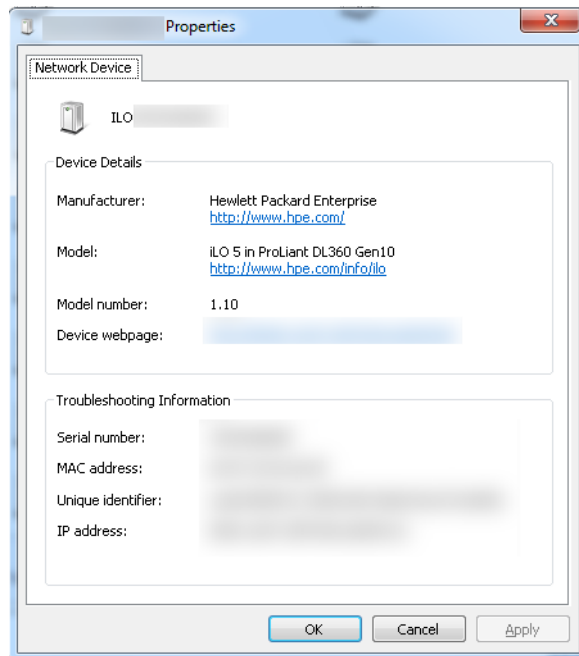 Properties
Network Device
ILO
Device Details
Manufacturer: Hewlett Packard Enterprise
http://www.hpe.com/
Model: iLO 5 in ProLiant DL360 Gen10
http://www.hpe.com/info/ilo
Model number: 1.10
Device webpage:
Troubleshooting Information
Serial number:
MAC address:
Unique identifier:
IP address:
OK Cancel Apply